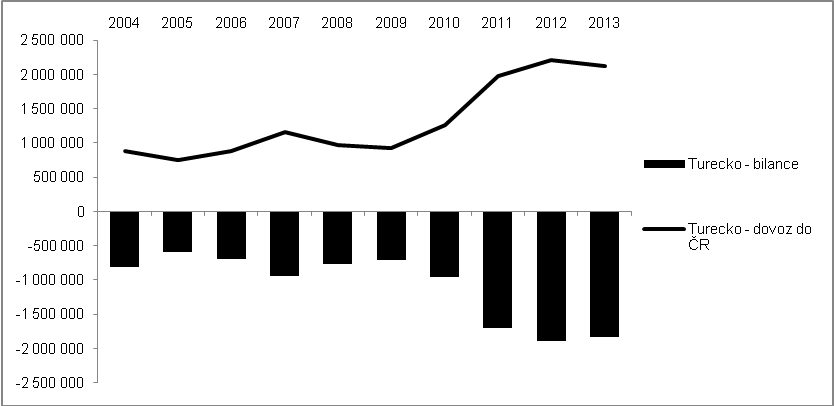 2004 2005 2006 2007 2008 2009 2010 2011 2012 2013
2 500 000
2 000 000
1 500 000
1 000 000
500 000
0
-500 000
-1 000 000
-1 500 000
-2 000 000
-2 500 000
Turecko - bilance
Turecko - dovoz do
ČR